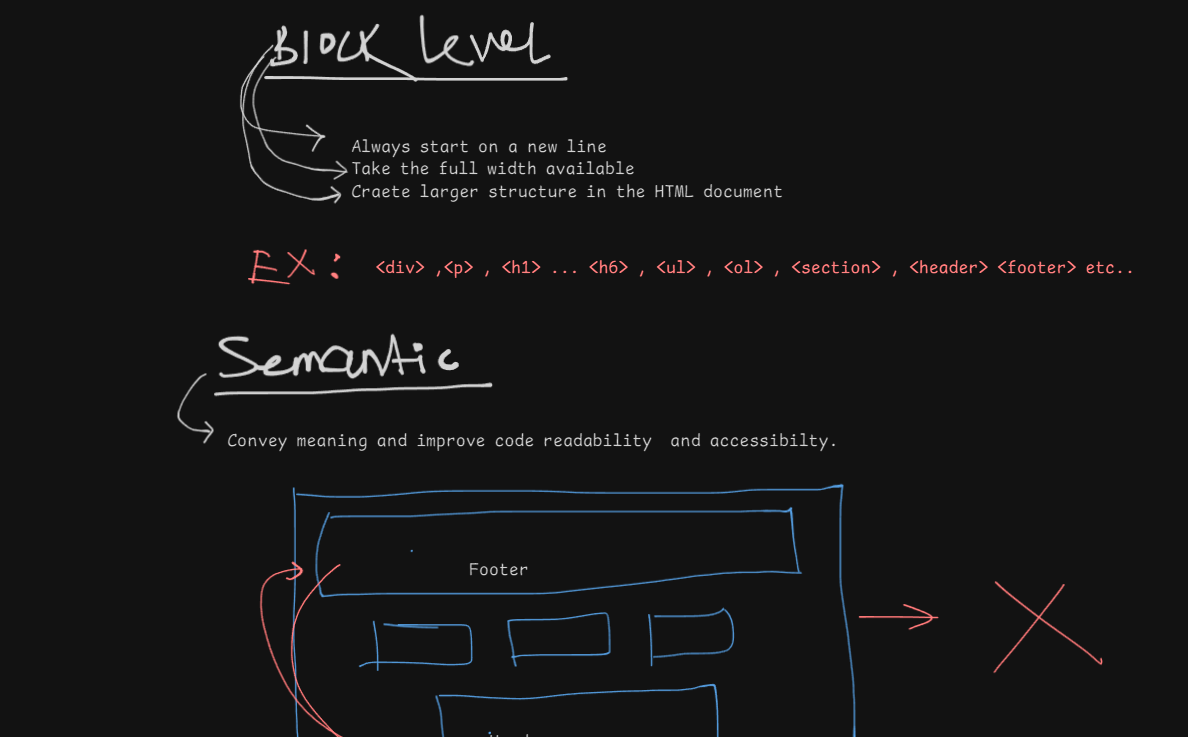 Block level
Always start on a new line
Take the full width available
Craete larger structure in the HTML document
EX: <div> ,<p> , <h1> ... <h6> , <ul> , <ol> , <section> , <header> <footer> etc..
Semantic
Convey meaning and improve code readability and accessibilty.
Footer